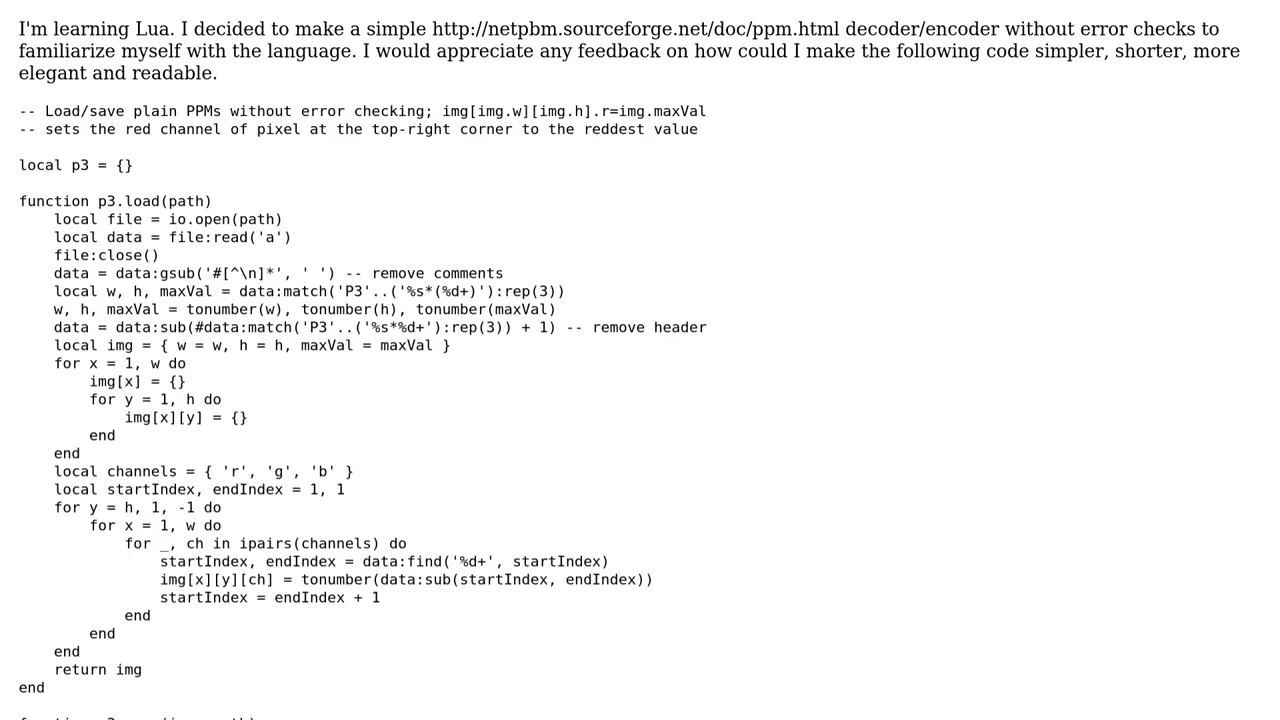 I'm learning Lua. I decided to make a simple http://netpbm.sourceforge.net/doc/ppm.html decoder/encoder without error checks to
familiarize myself with the language. I would appreciate any feedback on how could I make the following code simpler, shorter, more
elegant and readable.
-- Load/save plain PPMs without error checking; img[img.w][img.h].r=img.maxVal
-- sets the red channel of pixel at the top-right corner to the reddest value
local p3 = {}
function p3.load(path)
    local file = io.open(path)
    local data = file:read('a')
    file:close()
    data = data:gsub('#[^\n]*', ' ') -- remove comments
    local w, h, maxVal = data:match('P3'..('%s*(%d+)'):rep(3))
    w, h, maxVal = tonumber(w), tonumber(h), tonumber(maxVal)
    data = data:sub(#data:match('P3'..('%s*%d+'):rep(3)) + 1) -- remove header
    local img = { w = w, h = h, maxVal = maxVal }
    for x = 1, w do
        img[x] = {}
        for y = 1, h do
            img[x][y] = {}
        end
    end
    local channels = { 'r', 'g', 'b' }
    local startIndex, endIndex = 1, 1
    for y = h, 1, -1 do
        for x = 1, w do
            for _, ch in ipairs(channels) do
                startIndex, endIndex = data:find('%d+', startIndex)
                img[x][y][ch] = tonumber(data:sub(startIndex, endIndex))
                startIndex = endIndex + 1
            end
        end
    end
    return img
end